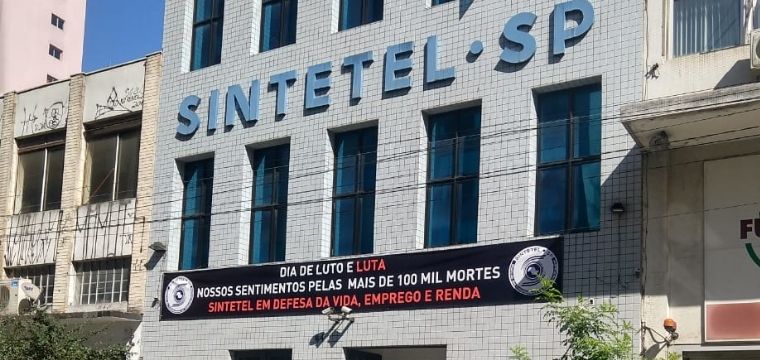 SINTETEL·SP
DIA DE LUTO E LUTA
NOSSOS SENTIMENTOS PELAS MAIS DE 100 MIL MORTES
SINTETEL EM DEFESA DA VIDA, EMPREGO E RENDA
SINTETEL